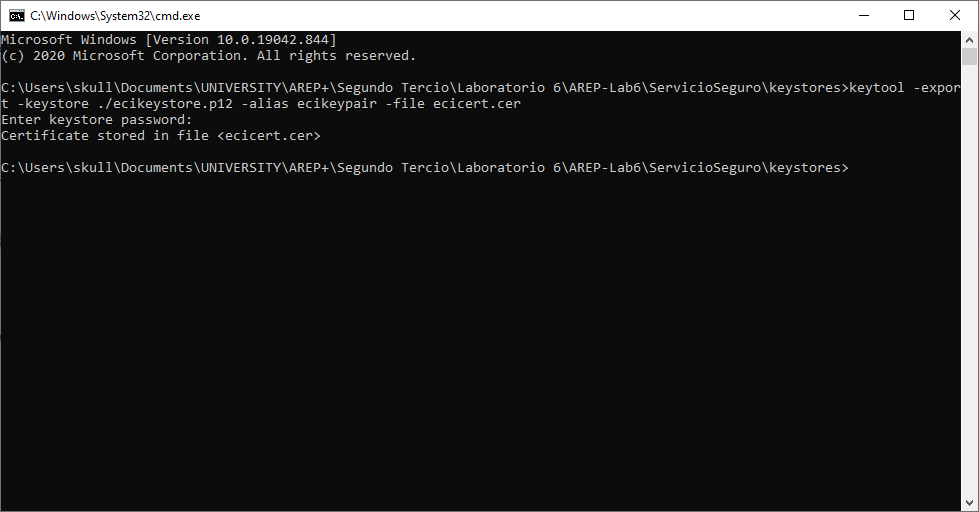 C:\Windows\System32\cmd.exe
Microsoft Windows [Version 10.0.19042.844]
(c) 2020 Microsoft Corporation. All rights reserved.
C:\Users\skull\Documents\UNIVERSITY\AREP+\Segundo Tercio\Laboratorio 6\AREP-Lab6\ServicioSeguro\keystores>keytool -expor
t -keystore ./ecikeystore.p12 -alias ecikeypair -file ecicert.cer
Enter keystore password:
Certificate stored in file <ecicert.cer>
C:\Users\skull\Documents\UNIVERSITY\AREP+\Segundo Tercio\Laboratorio 6\AREP-Lab6\ServicioSeguro\keystores>